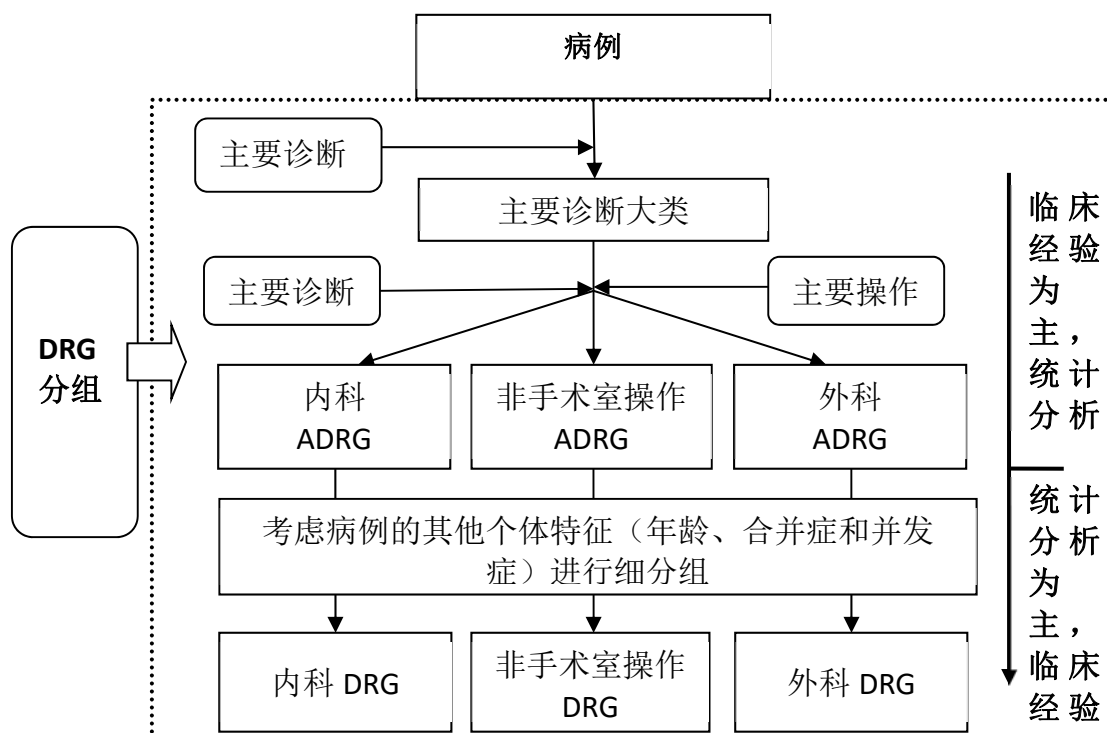 病例
主要诊断
主要诊断大类
主要诊断
主要操作
DRG
分组
内科
ADRG
非手术室操作
ADRG
外科
ADRG
考虑病例的其他个体特征（年龄、合并症和并发
症）进行细分组
内科 DRG
非手术室操作
DRG
外科 DRG
临床
经验
为
主，
统计
分析
统计
分析
为
主，
临床
经验